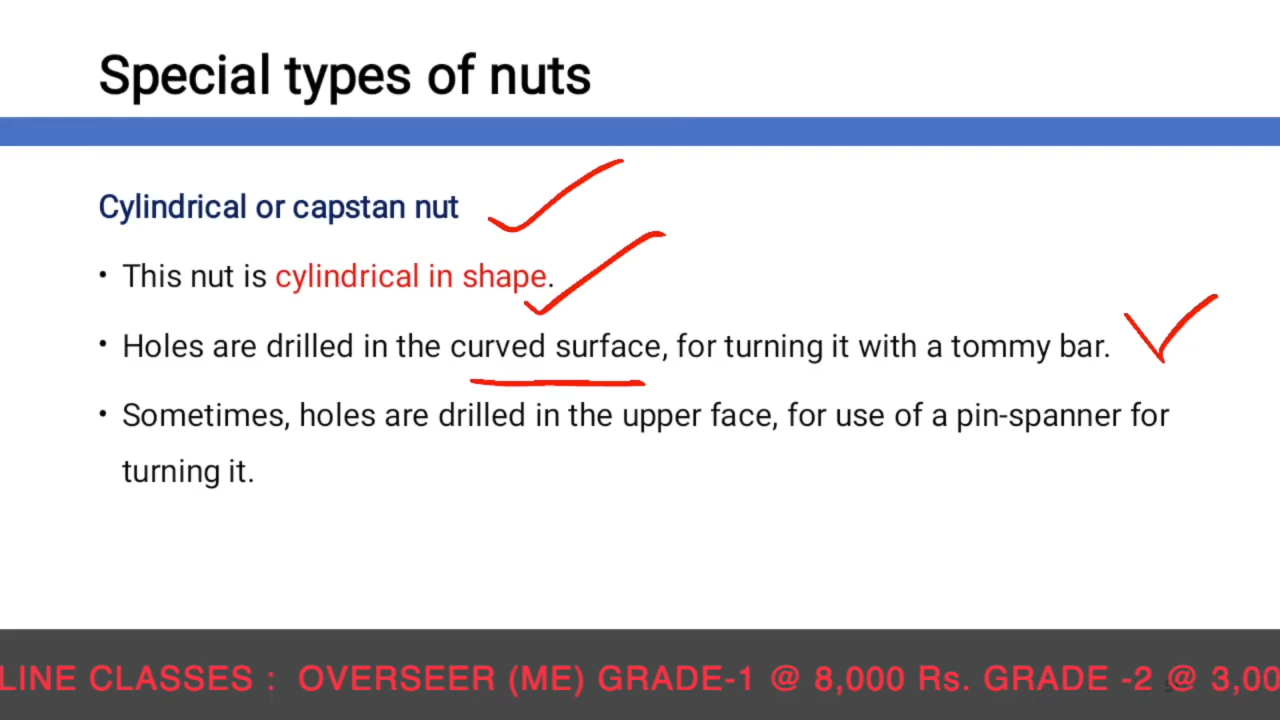 Special types of nuts
Cylindrical or capstan nut
• This nut is cylindrical in shape.
• Holes are drilled in the curved surface, for turning it with a tommy bar.
• Sometimes, holes are drilled in the upper face, for use of a pin-spanner for
turning it.
LINE CLASSES : OVERSEER (ME) GRADE-1 @ 8,000 Rs. GRADE -2 @ 3,00